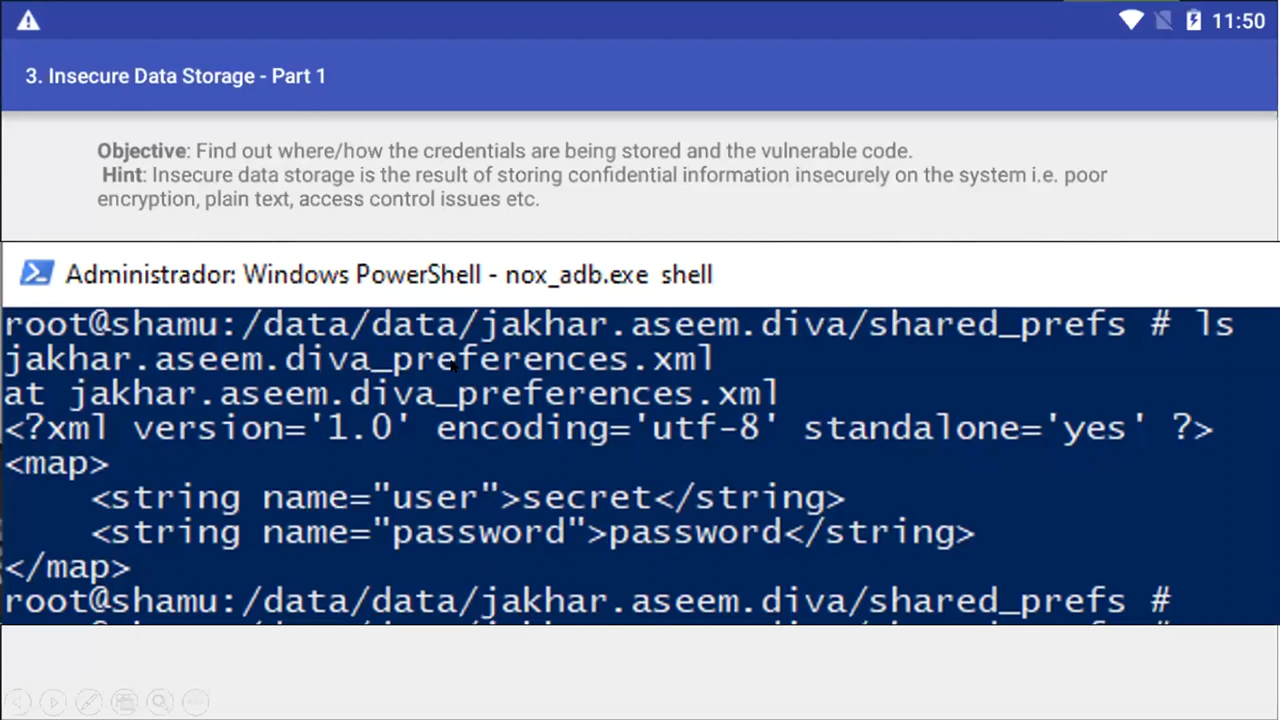 11:50
3. Insecure Data Storage - Part 1
Objective: Find out where/how the credentials are being stored and the vulnerable code.
Hint: Insecure data storage is the result of storing confidential information insecurely on the system i.e. poor
encryption, plain text, access control issues etc.
Administrador: Windows PowerShell - nox_adb.exe shell
root@shamu:/data/data/jakhar.aseem.diva/shared_prefs # ls
jakhar.aseem.diva_preferences.xml
at jakhar.aseem.diva_preferences.xml
<?xml version='1.0' encoding='utf-8' standalone='yes' ?>
<map>
    <string name="user">secret</string>
    <string name="password">password</string>
</map>
root@shamu:/data/data/jakhar.aseem.diva/shared_prefs #